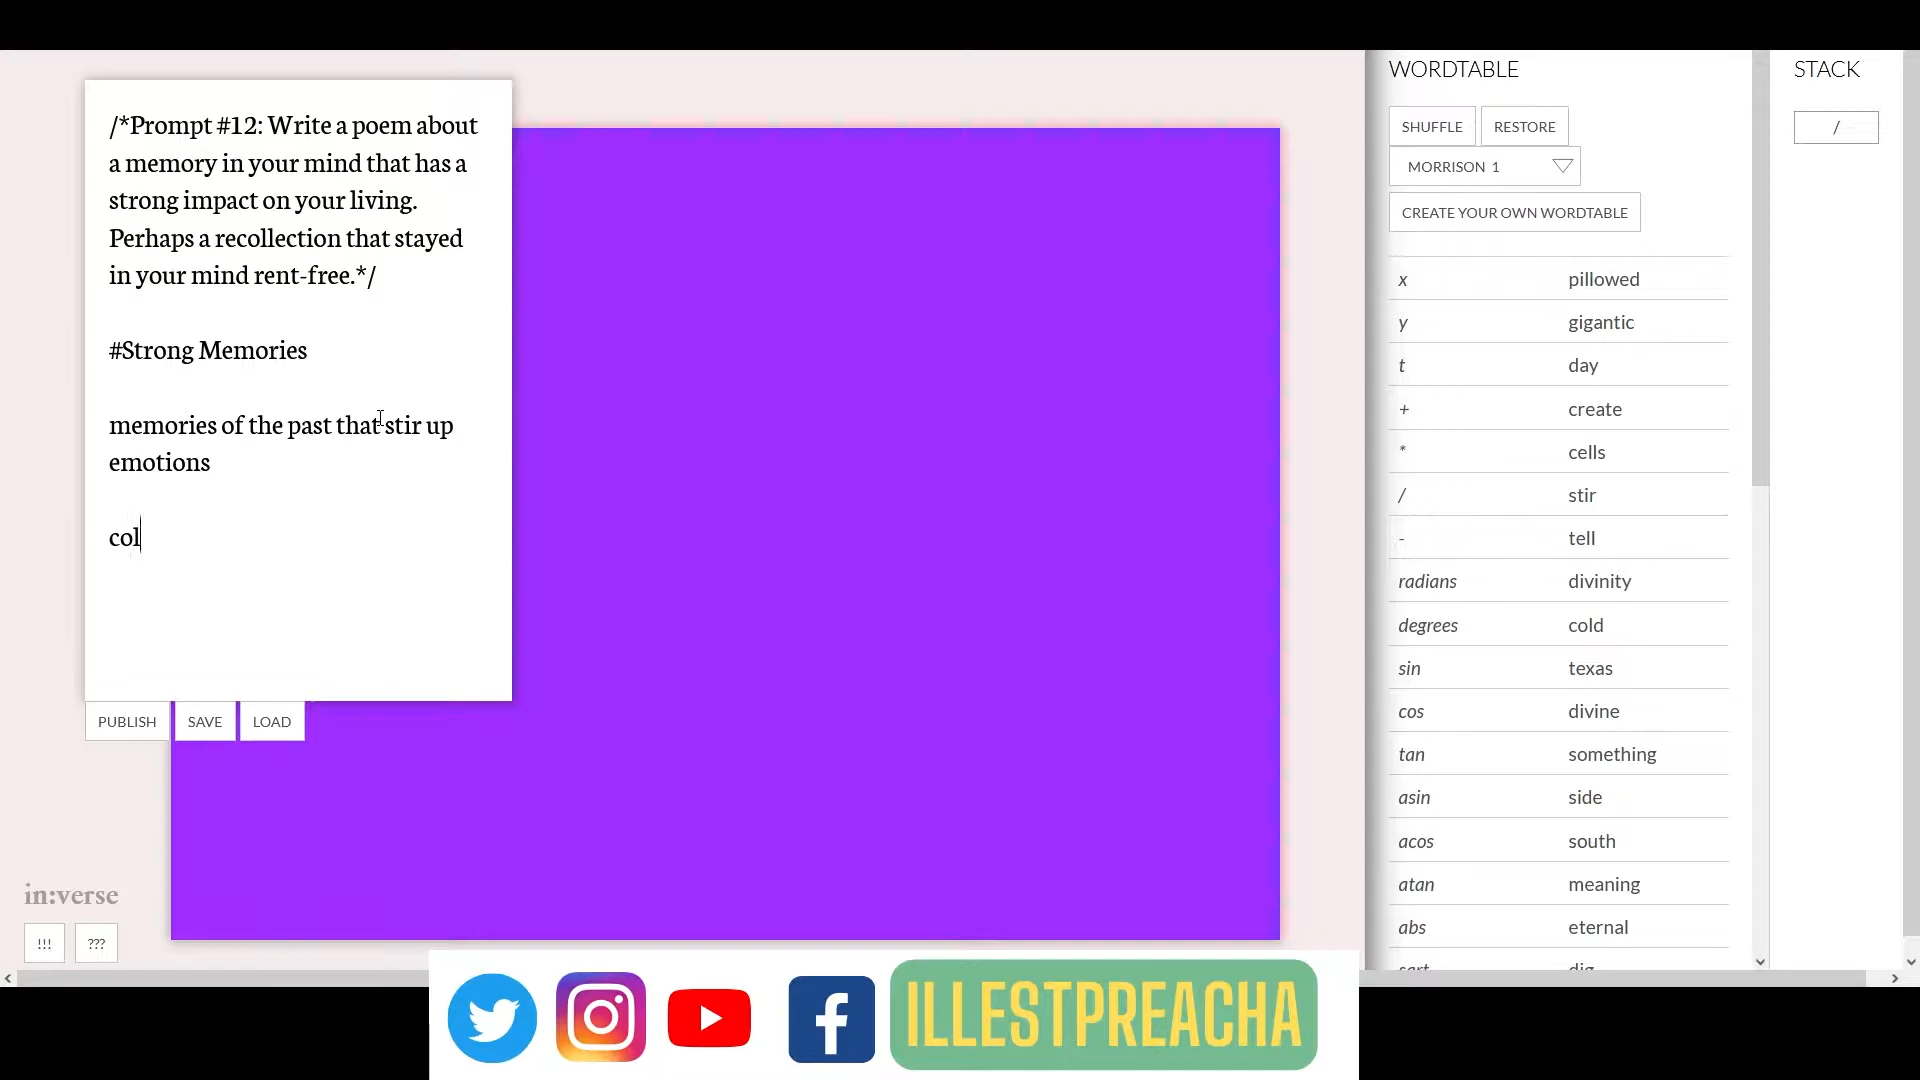 /*Prompt #12: Write a poem about
a memory in your mind that has a
strong impact on your living.
Perhaps a recollection that stayed
in your mind rent-free.*/
#Strong Memories
memories of the past that stir up
emotions
col
PUBLISH SAVE LOAD
in:verse
!!! ???
WORDTABLE
SHUFFLE RESTORE
MORRISON 1
CREATE YOUR OWN WORDTABLE
x pillowed
y gigantic
t day
+ create
* cells
/ stir
- tell
radians divinity
degrees cold
sin texas
cos divine
tan something
asin side
acos south
atan meaning
abs eternal
STACK
/
ILLESTPREACHA